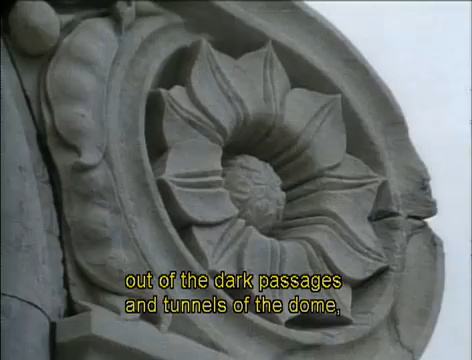 out of the dark passages
and tunnels of the dome,